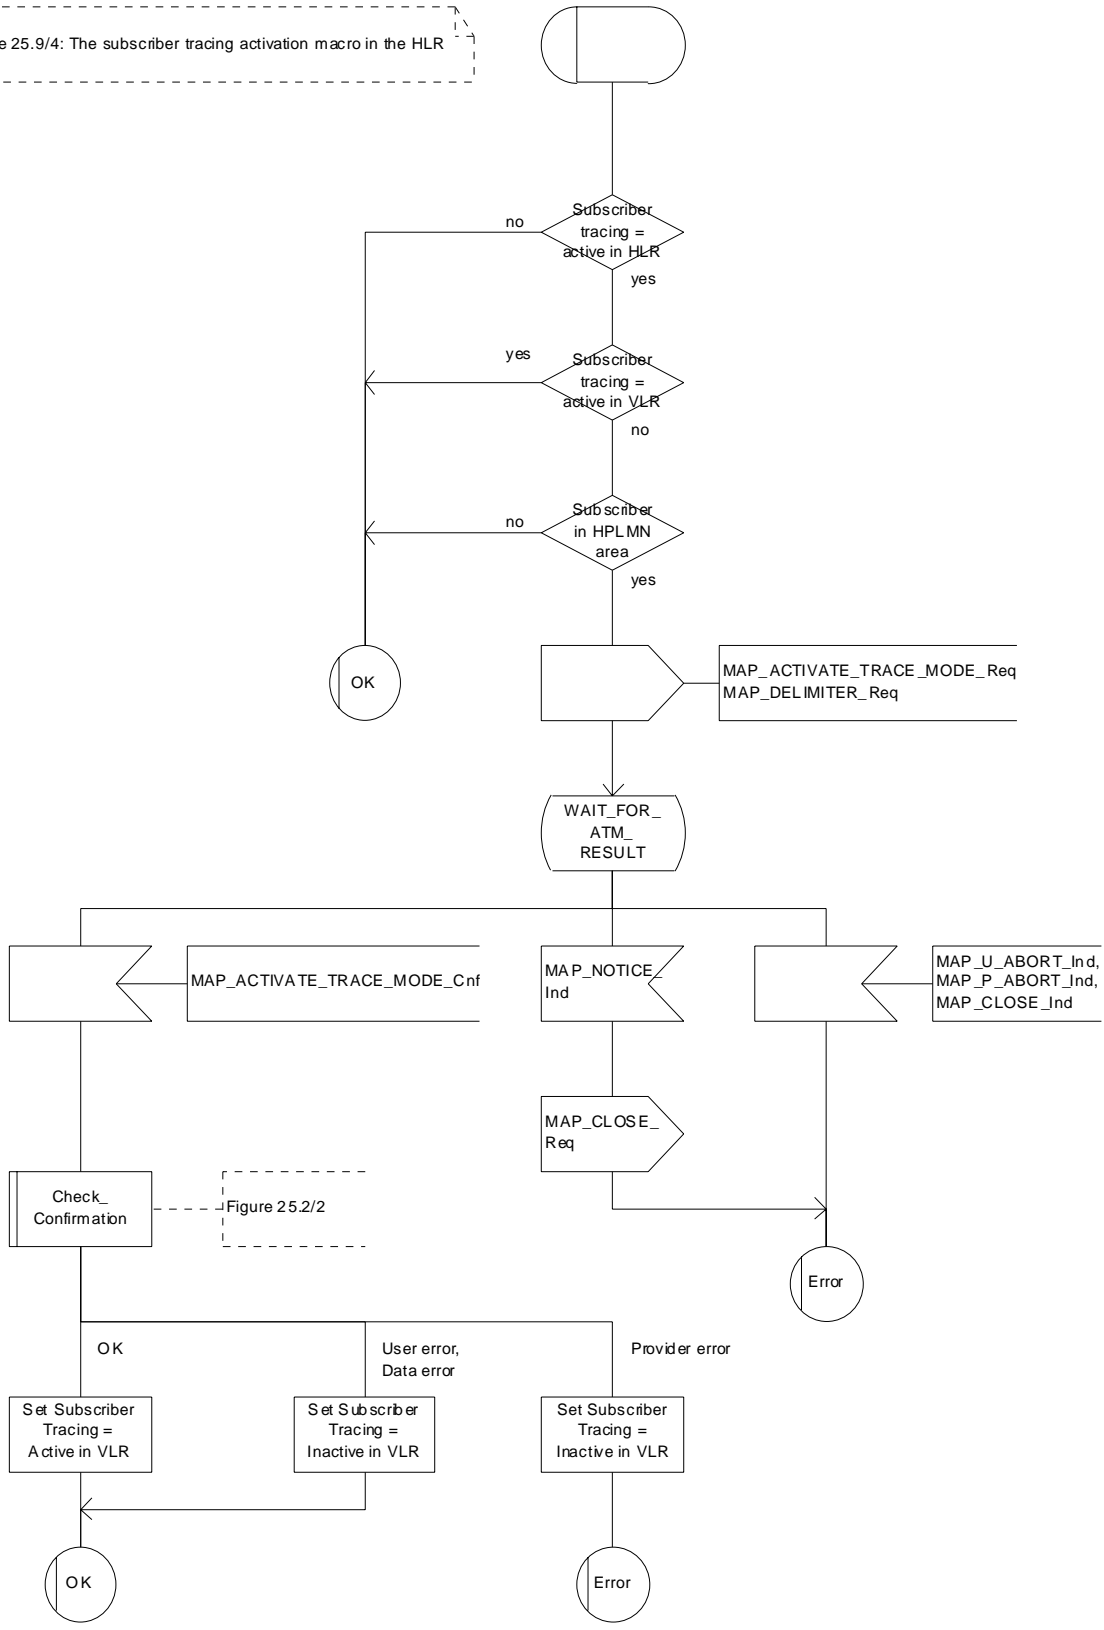 e 25.9/4: The subscriber tracing activation macro in the HLR
Subscriber
tracing =
active in HLR
no
yes
Subscriber
tracing =
active in VLR
yes
no
Subscriber
in HPLMN
area
no
yes
OK
MAP_ACTIVATE_TRACE_MODE_Req
MAP_DELIMITER_Req
WAIT_FOR_
ATM_
RESULT
MAP_ACTIVATE_TRACE_MODE_Cnf
MAP_NOTICE_
Ind
MAP_U_ABORT_Ind,
MAP_P_ABORT_Ind,
MAP_CLOSE_Ind
MAP_CLOSE_
Req
Check_
Confirmation
Figure 25.2/2
Error
OK
User error,
Data error
Provider error
Set Subscriber
Tracing =
Active in VLR
Set Subscriber
Tracing =
Inactive in VLR
Set Subscriber
Tracing =
Inactive in VLR
OK
Error